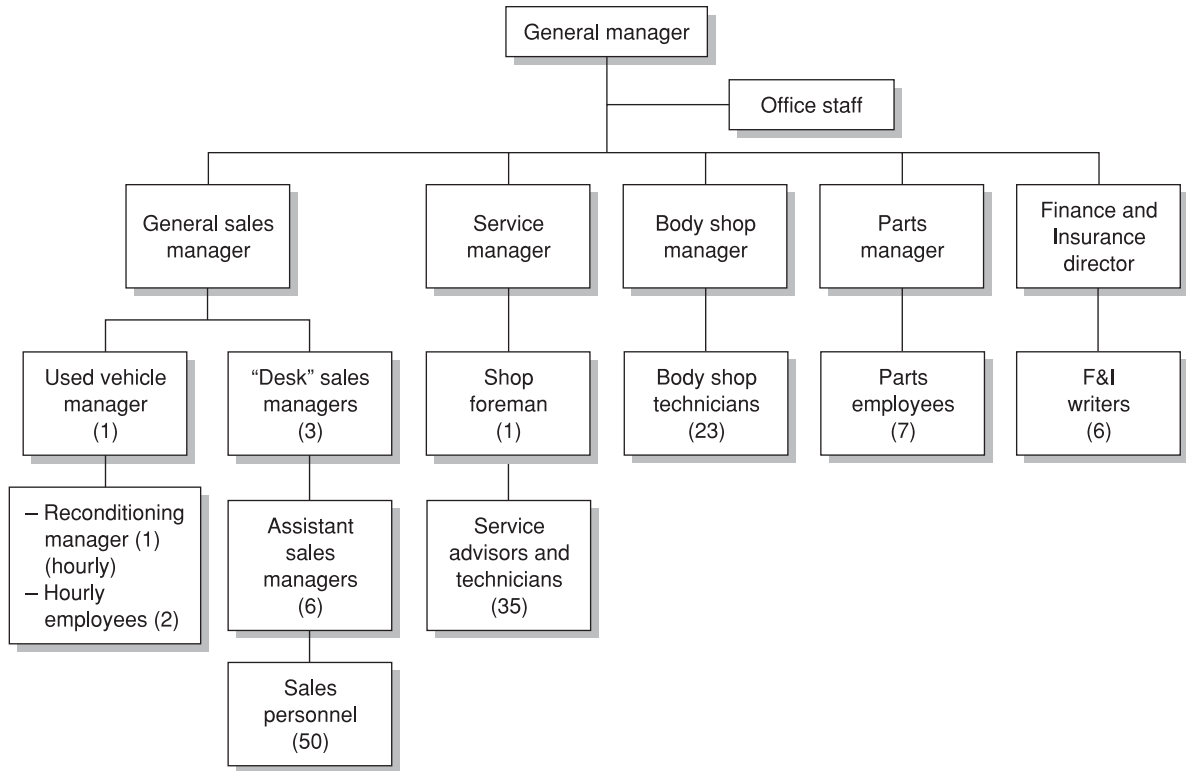 General manager
Office staff
General sales
manager
Service
manager
Body shop
manager
Parts
manager
Finance and
Insurance
director
Used vehicle
manager
(1)
“Desk” sales
managers
(3)
Shop
foreman
(1)
Body shop
technicians
(23)
Parts
employees
(7)
F&I
writers
(6)
– Reconditioning
manager (1)
(hourly)
– Hourly
employees (2)
Assistant
sales
managers
(6)
Service
advisors and
technicians
(35)
Sales
personnel
(50)